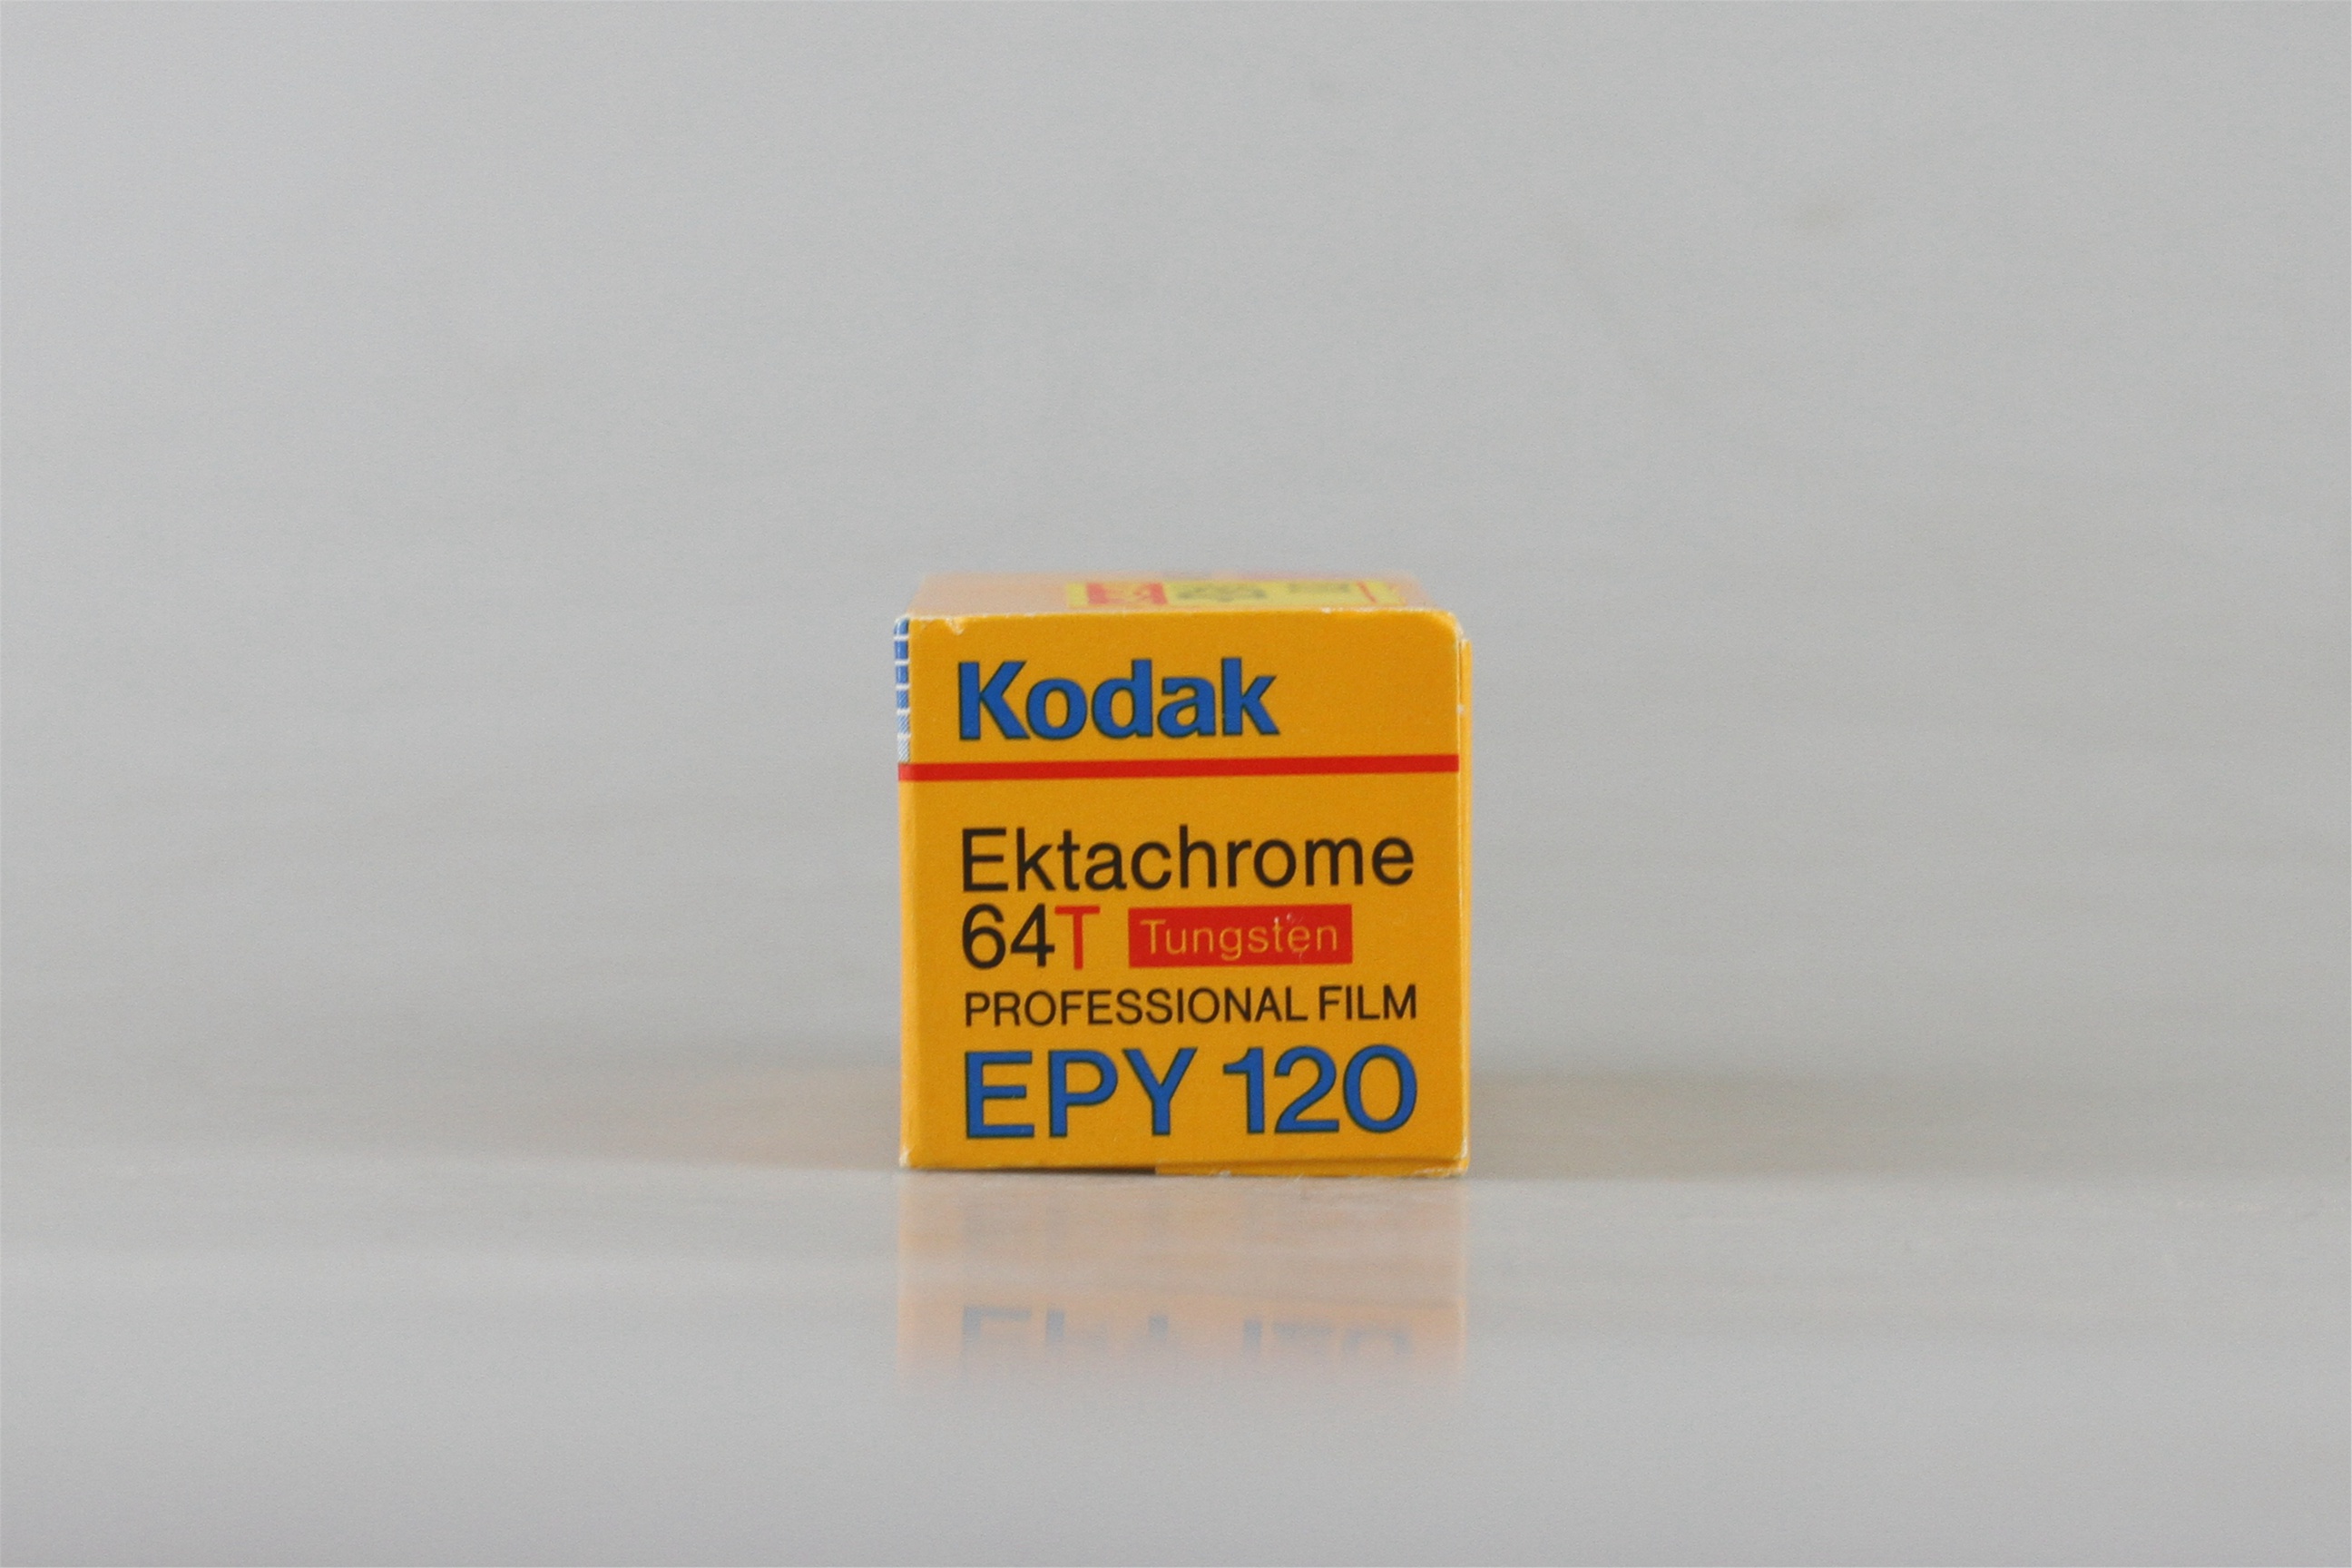 Kodak
Ektachrome
64T Tungsten
PROFESSIONAL FILM
EPY 120